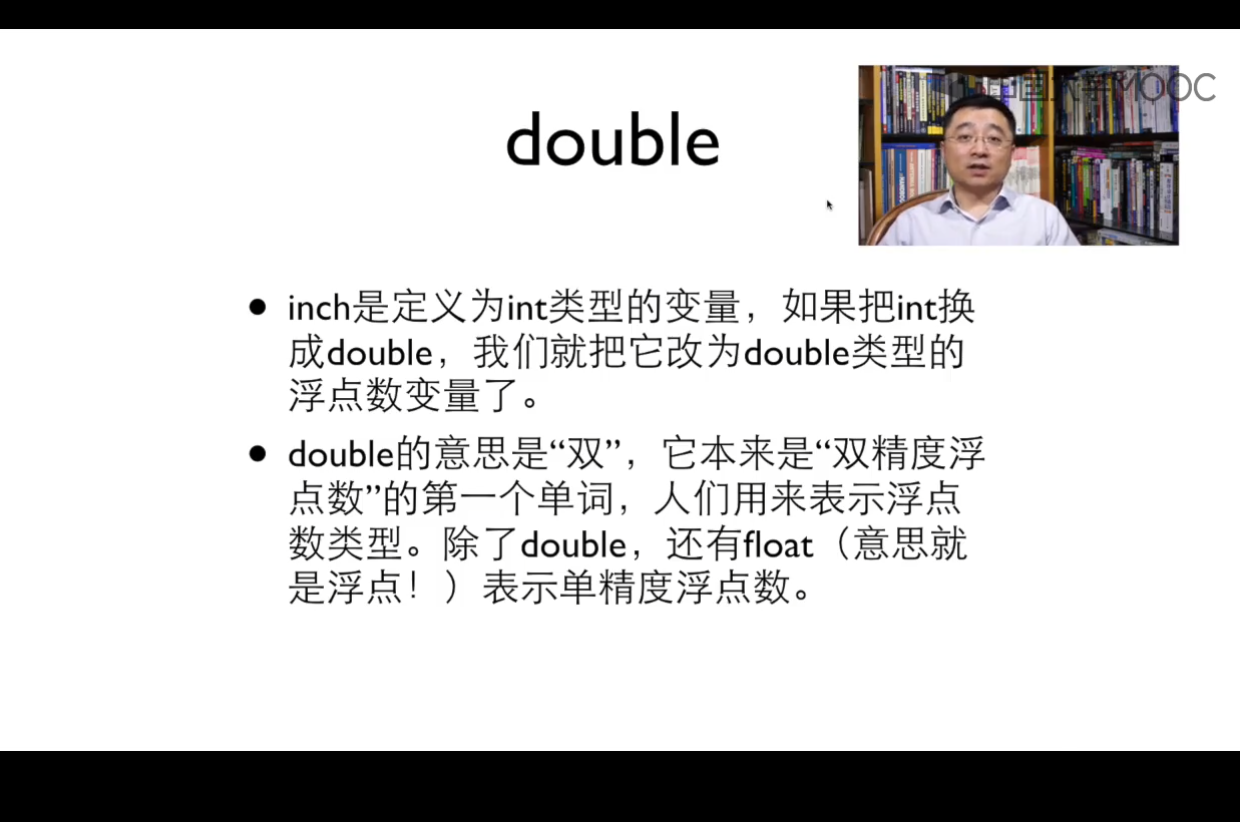 中国大学MOOC
double
inch是定义为int类型的变量，如果把int换
成double，我们就把它改为double类型的
浮点数变量了。
double的意思是“双”，它本来是“双精度浮
点数”的第一个单词，人们用来表示浮点
数类型。除了double，还有float（意思就
是浮点！）表示单精度浮点数。